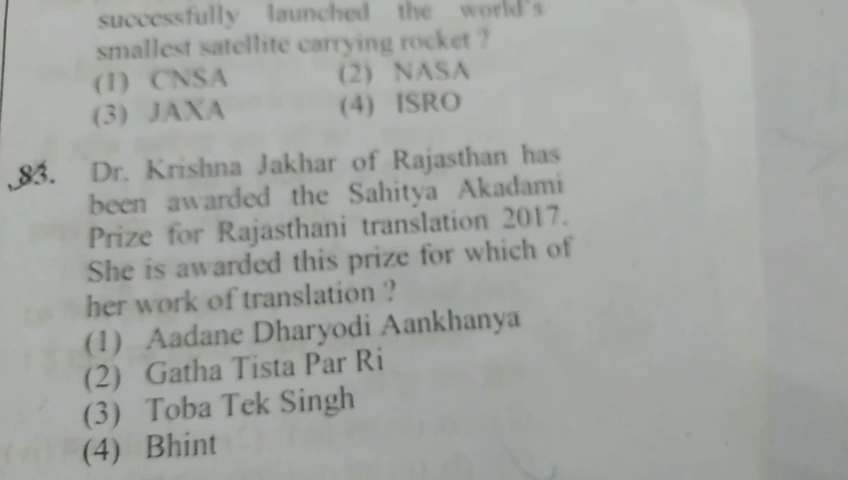 successfully launched the world's
smallest satellite carrying rocket ?
(1) CNSA (2) NASA
(3) JAXA (4) ISRO
83. Dr. Krishna Jakhar of Rajasthan has
been awarded the Sahitya Akadami
Prize for Rajasthani translation 2017.
She is awarded this prize for which of
her work of translation ?
(1) Aadane Dharyodi Aankhanya
(2) Gatha Tista Par Ri
(3) Toba Tek Singh
(4) Bhint